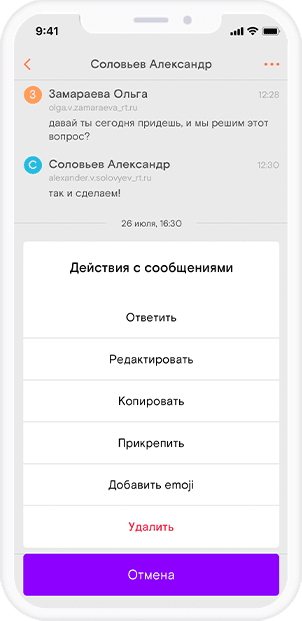 9:41
Соловьев Александр
З Замараева Ольга 12:28
olga.v.zamaraeva_rt.ru
давай ты сегодня придешь, и мы решим этот
вопрос?
С Соловьев Александр 12:30
alexander.v.solovyev_rt.ru
так и сделаем!
26 июля, 16:30
Действия с сообщениями
Ответить
Редактировать
Копировать
Прикрепить
Добавить emoji
Удалить
Отмена